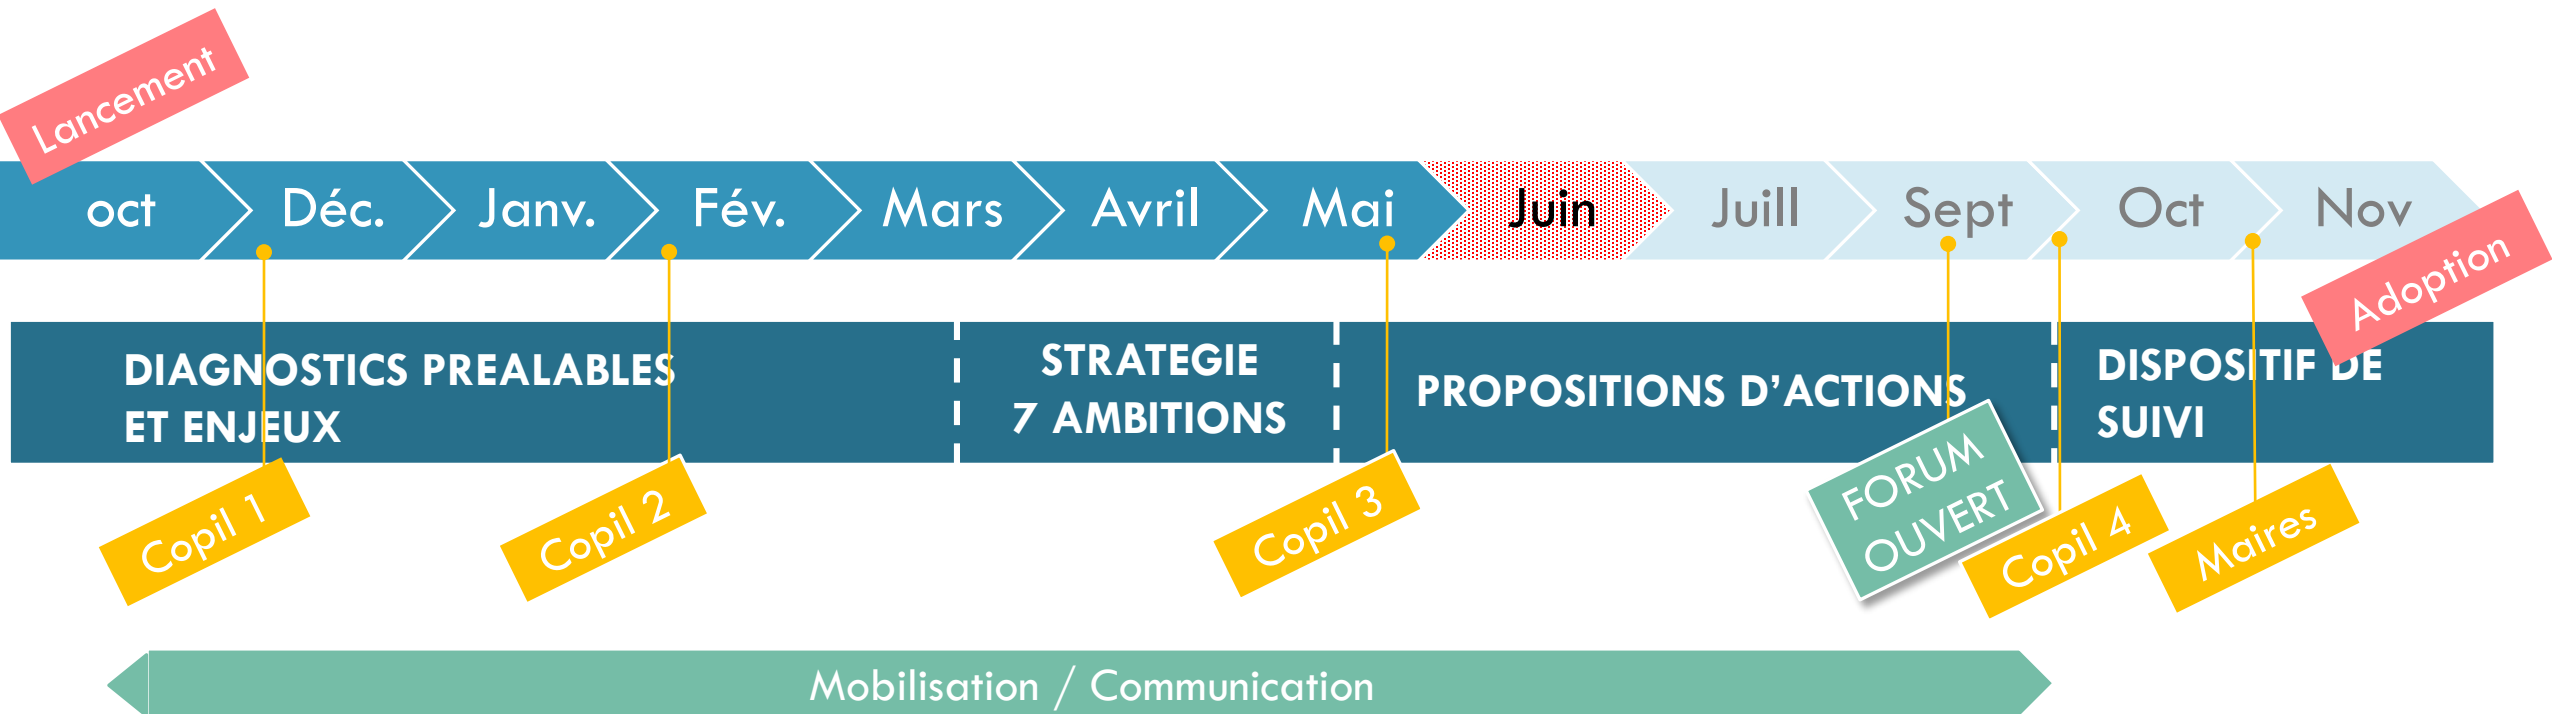 Lancement
oct
Déc.
Janv.
Fév.
Mars
Avril
Mai
Juin
Juill
Sept
Oct
Nov
Adoption
DIAGNOSTICS PREALABLES
ET ENJEUX
STRATEGIE
7 AMBITIONS
PROPOSITIONS D’ACTIONS
DISPOSITIF DE
SUIVI
Copil 1
Copil 2
Copil 3
FORUM
OUVERT
Copil 4
Maires
Mobilisation / Communication